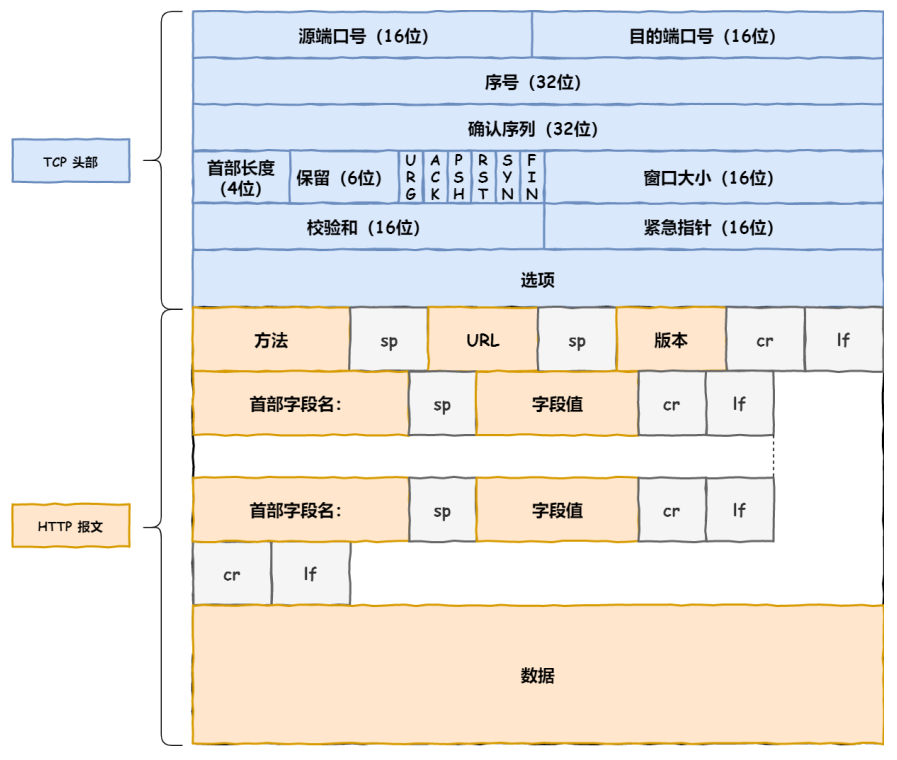 源端口号 (16位)
目的端口号 (16位)
序号 (32位)
确认序列 (32位)
TCP 头部
首部长度
(4位)
保留 (6位)
URG
ACK
PSH
RST
SYN
FIN
窗口大小 (16位)
校验和 (16位)
紧急指针 (16位)
选项
方法
sp
URL
sp
版本
cr
lf
首部字段名:
sp
字段值
cr
lf
首部字段名:
sp
字段值
cr
lf
HTTP 报文
cr
lf
数据